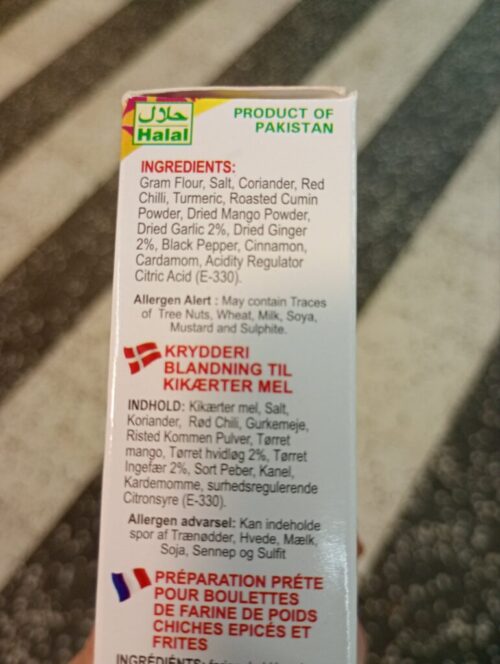 حلال
Halal
PRODUCT OF
PAKISTAN
INGREDIENTS:
Gram Flour, Salt, Coriander, Red
Chilli, Turmeric, Roasted Cumin
Powder, Dried Mango Powder,
Dried Garlic 2%, Dried Ginger
2%, Black Pepper, Cinnamon,
Cardamom, Acidity Regulator
Citric Acid (E-330).
Allergen Alert : May contain Traces
of Tree Nuts, Wheat, Milk, Soya,
Mustard and Sulphite.
KRYDDERI
BLANDNING TIL
KIKÆRTER MEL
INDHOLD: Kikærter mel, Salt,
Koriander, Rød Chili, Gurkemeje,
Risted Kommen Pulver, Tørret
mango, Tørret hvidløg 2%, Tørret
Ingefær 2%, Sort Peber, Kanel,
Kardemomme, surhedsregulerende
Citronsyre (E-330).
Allergen advarsel: Kan indeholde
spor af Trænødder, Hvede, Mælk,
Soja, Sennep og Sulfit
PRÉPARATION PRÉTE
POUR BOULETTES
DE FARINE DE POIDS
CHICHES EPICÉS ET
FRITES
INGRÉDIÉNTS: